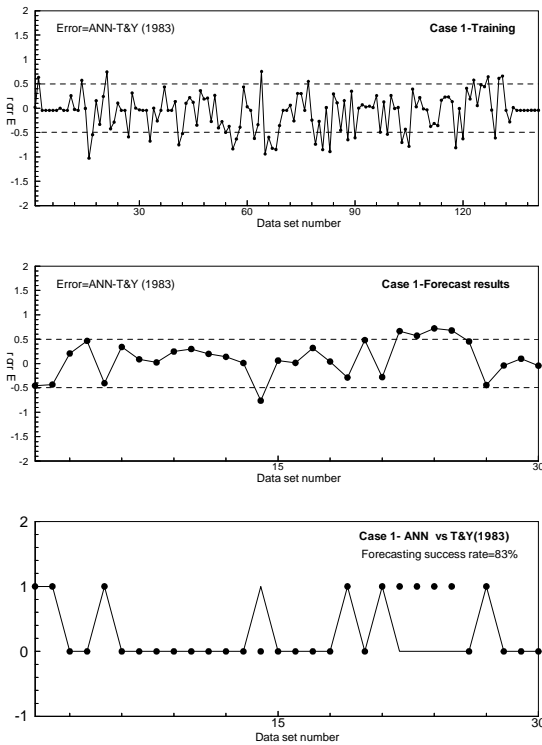 2
1.5
1
0.5
0
-0.5
-1
-1.5
-2
Error
Error=ANN-T&Y (1983)
Case 1-Training
30
60
90
120
Data set number
2
1.5
1
0.5
0
-0.5
-1
-1.5
-2
Error
Error=ANN-T&Y (1983)
Case 1-Forecast results
15
30
Data set number
2
1
0
-1
Case 1- ANN vs T&Y(1983)
Forecasting success rate=83%
15
30
Data set number